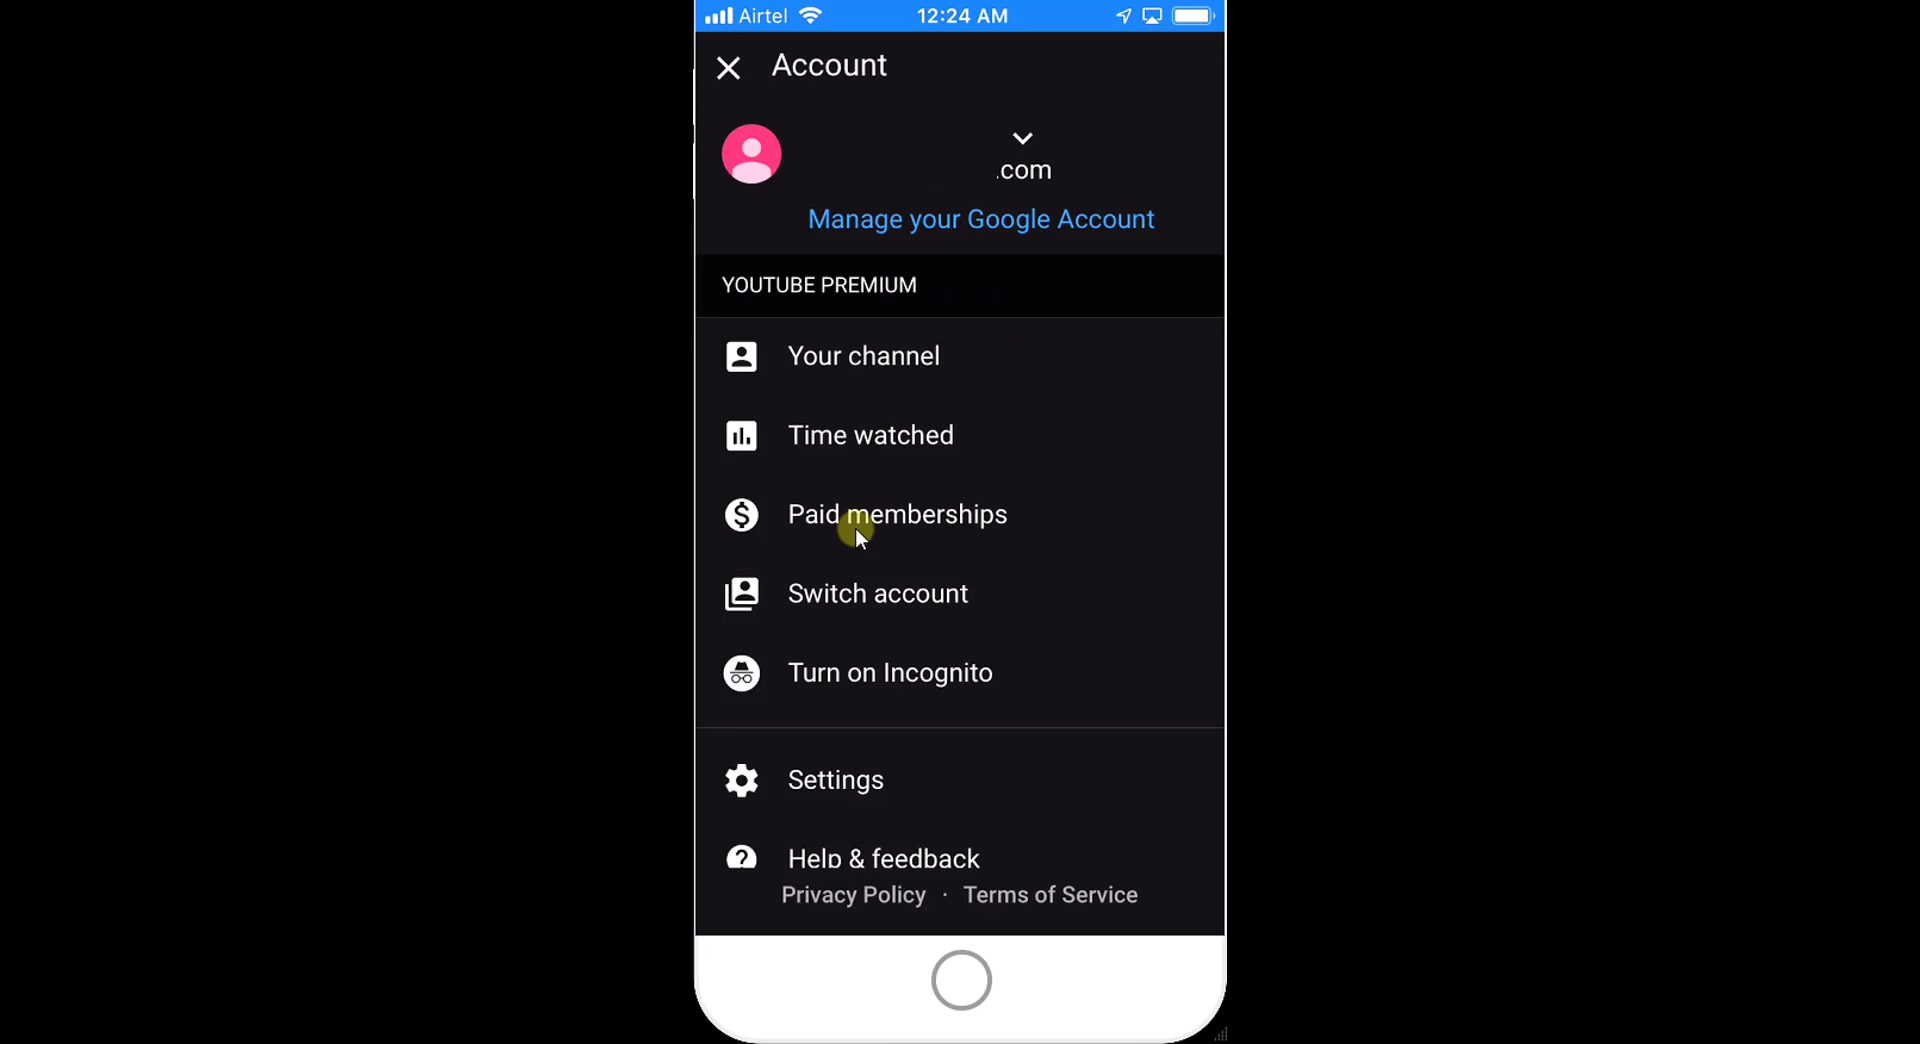 Airtel 12:24 AM
Account
.com
Manage your Google Account
YOUTUBE PREMIUM
Your channel
Time watched
Paid memberships
Switch account
Turn on Incognito
Settings
Help & feedback
Privacy Policy · Terms of Service